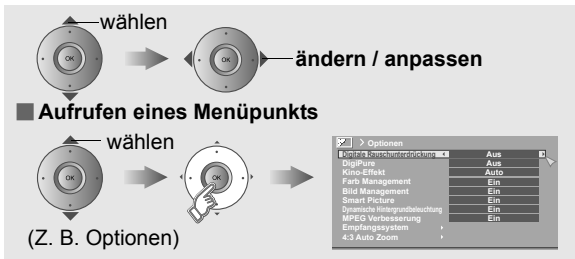 wählen
OK
OK
ändern / anpassen
Aufrufen eines Menüpunkts
wählen
OK
OK
(Z. B. Optionen)
Optionen
Digitale Rauschunterdrückung Aus
DigiPure Aus
Kino-Effekt Auto
Farb Management Ein
Bild Management Ein
Smart Picture Ein
Dynamische Hintergrundbeleuchtung Ein
MPEG Verbesserung Ein
Empfangssystem
4:3 Auto Zoom